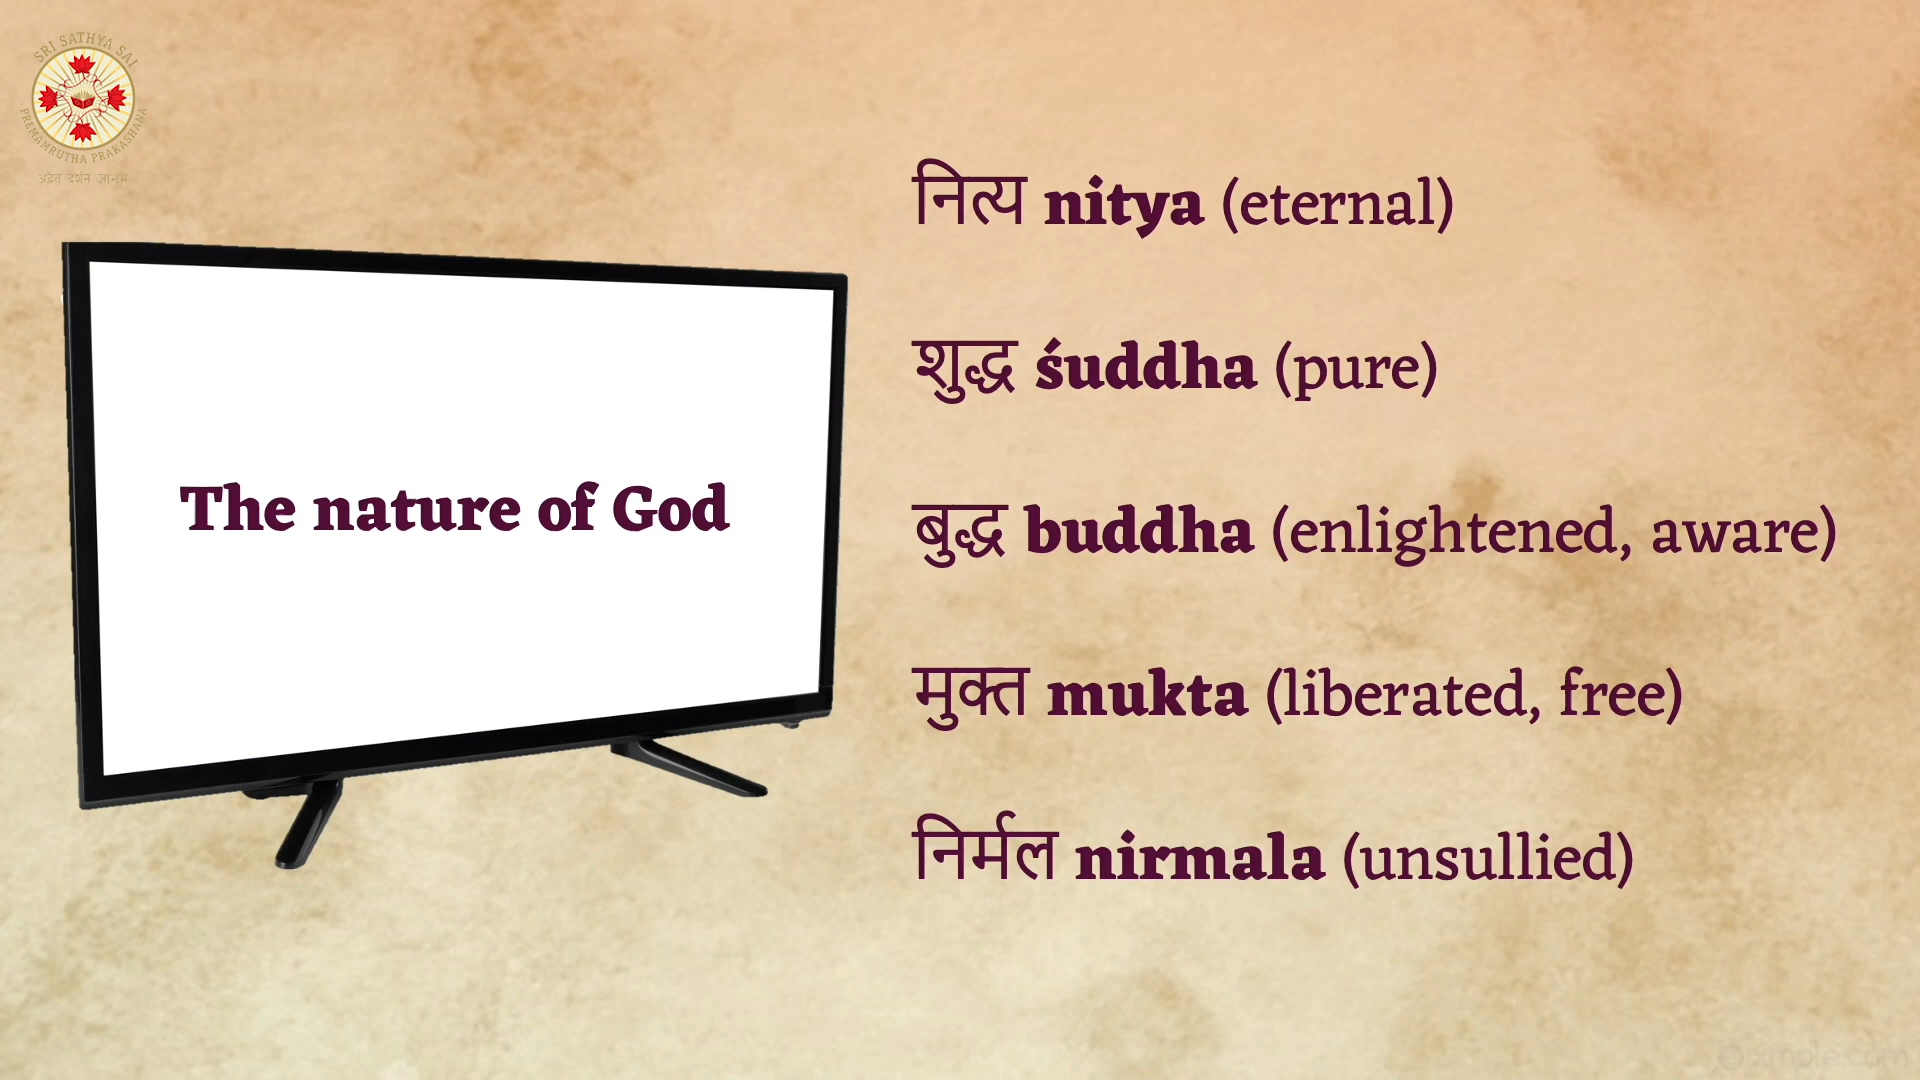 SRI SATHYA SAI
PREMAMRUTHA PRAKASHANA
The nature of God
नित्य nitya (eternal)
शुद्ध śuddha (pure)
बुद्ध buddha (enlightened, aware)
मुक्त mukta (liberated, free)
निर्मल nirmala (unsullied)